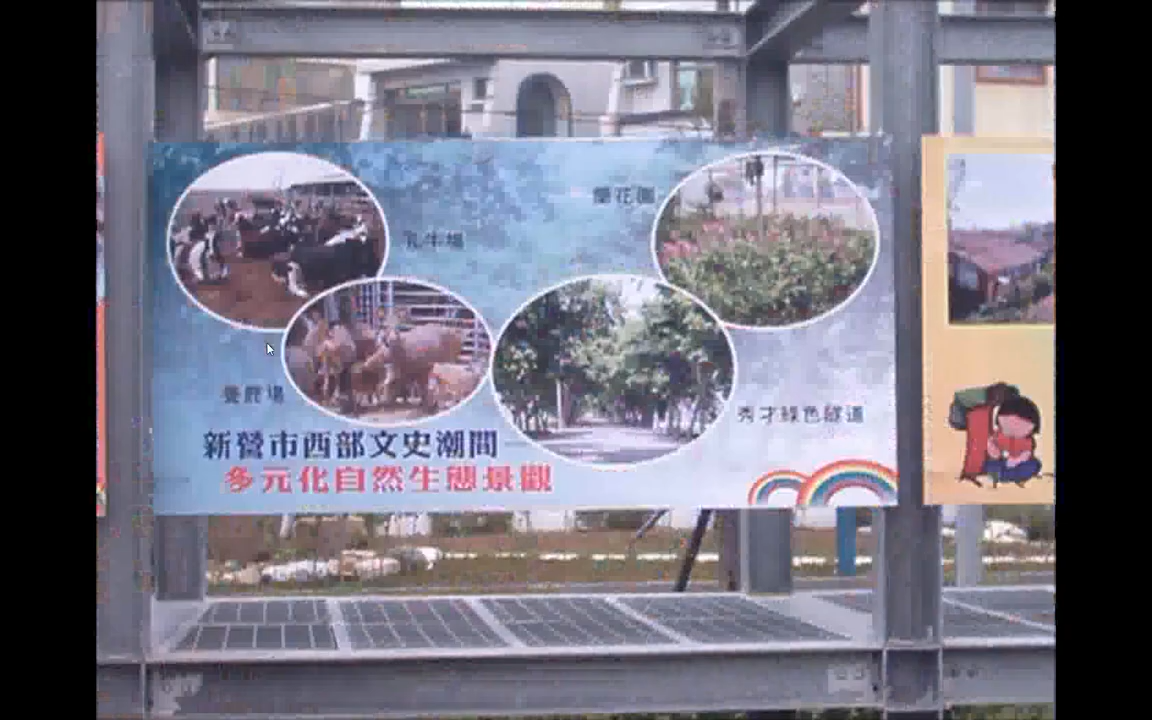 蘭花園
乳牛場
養鹿場
秀才綠色隧道
新營市西部文史潮間
多元化自然生態景觀